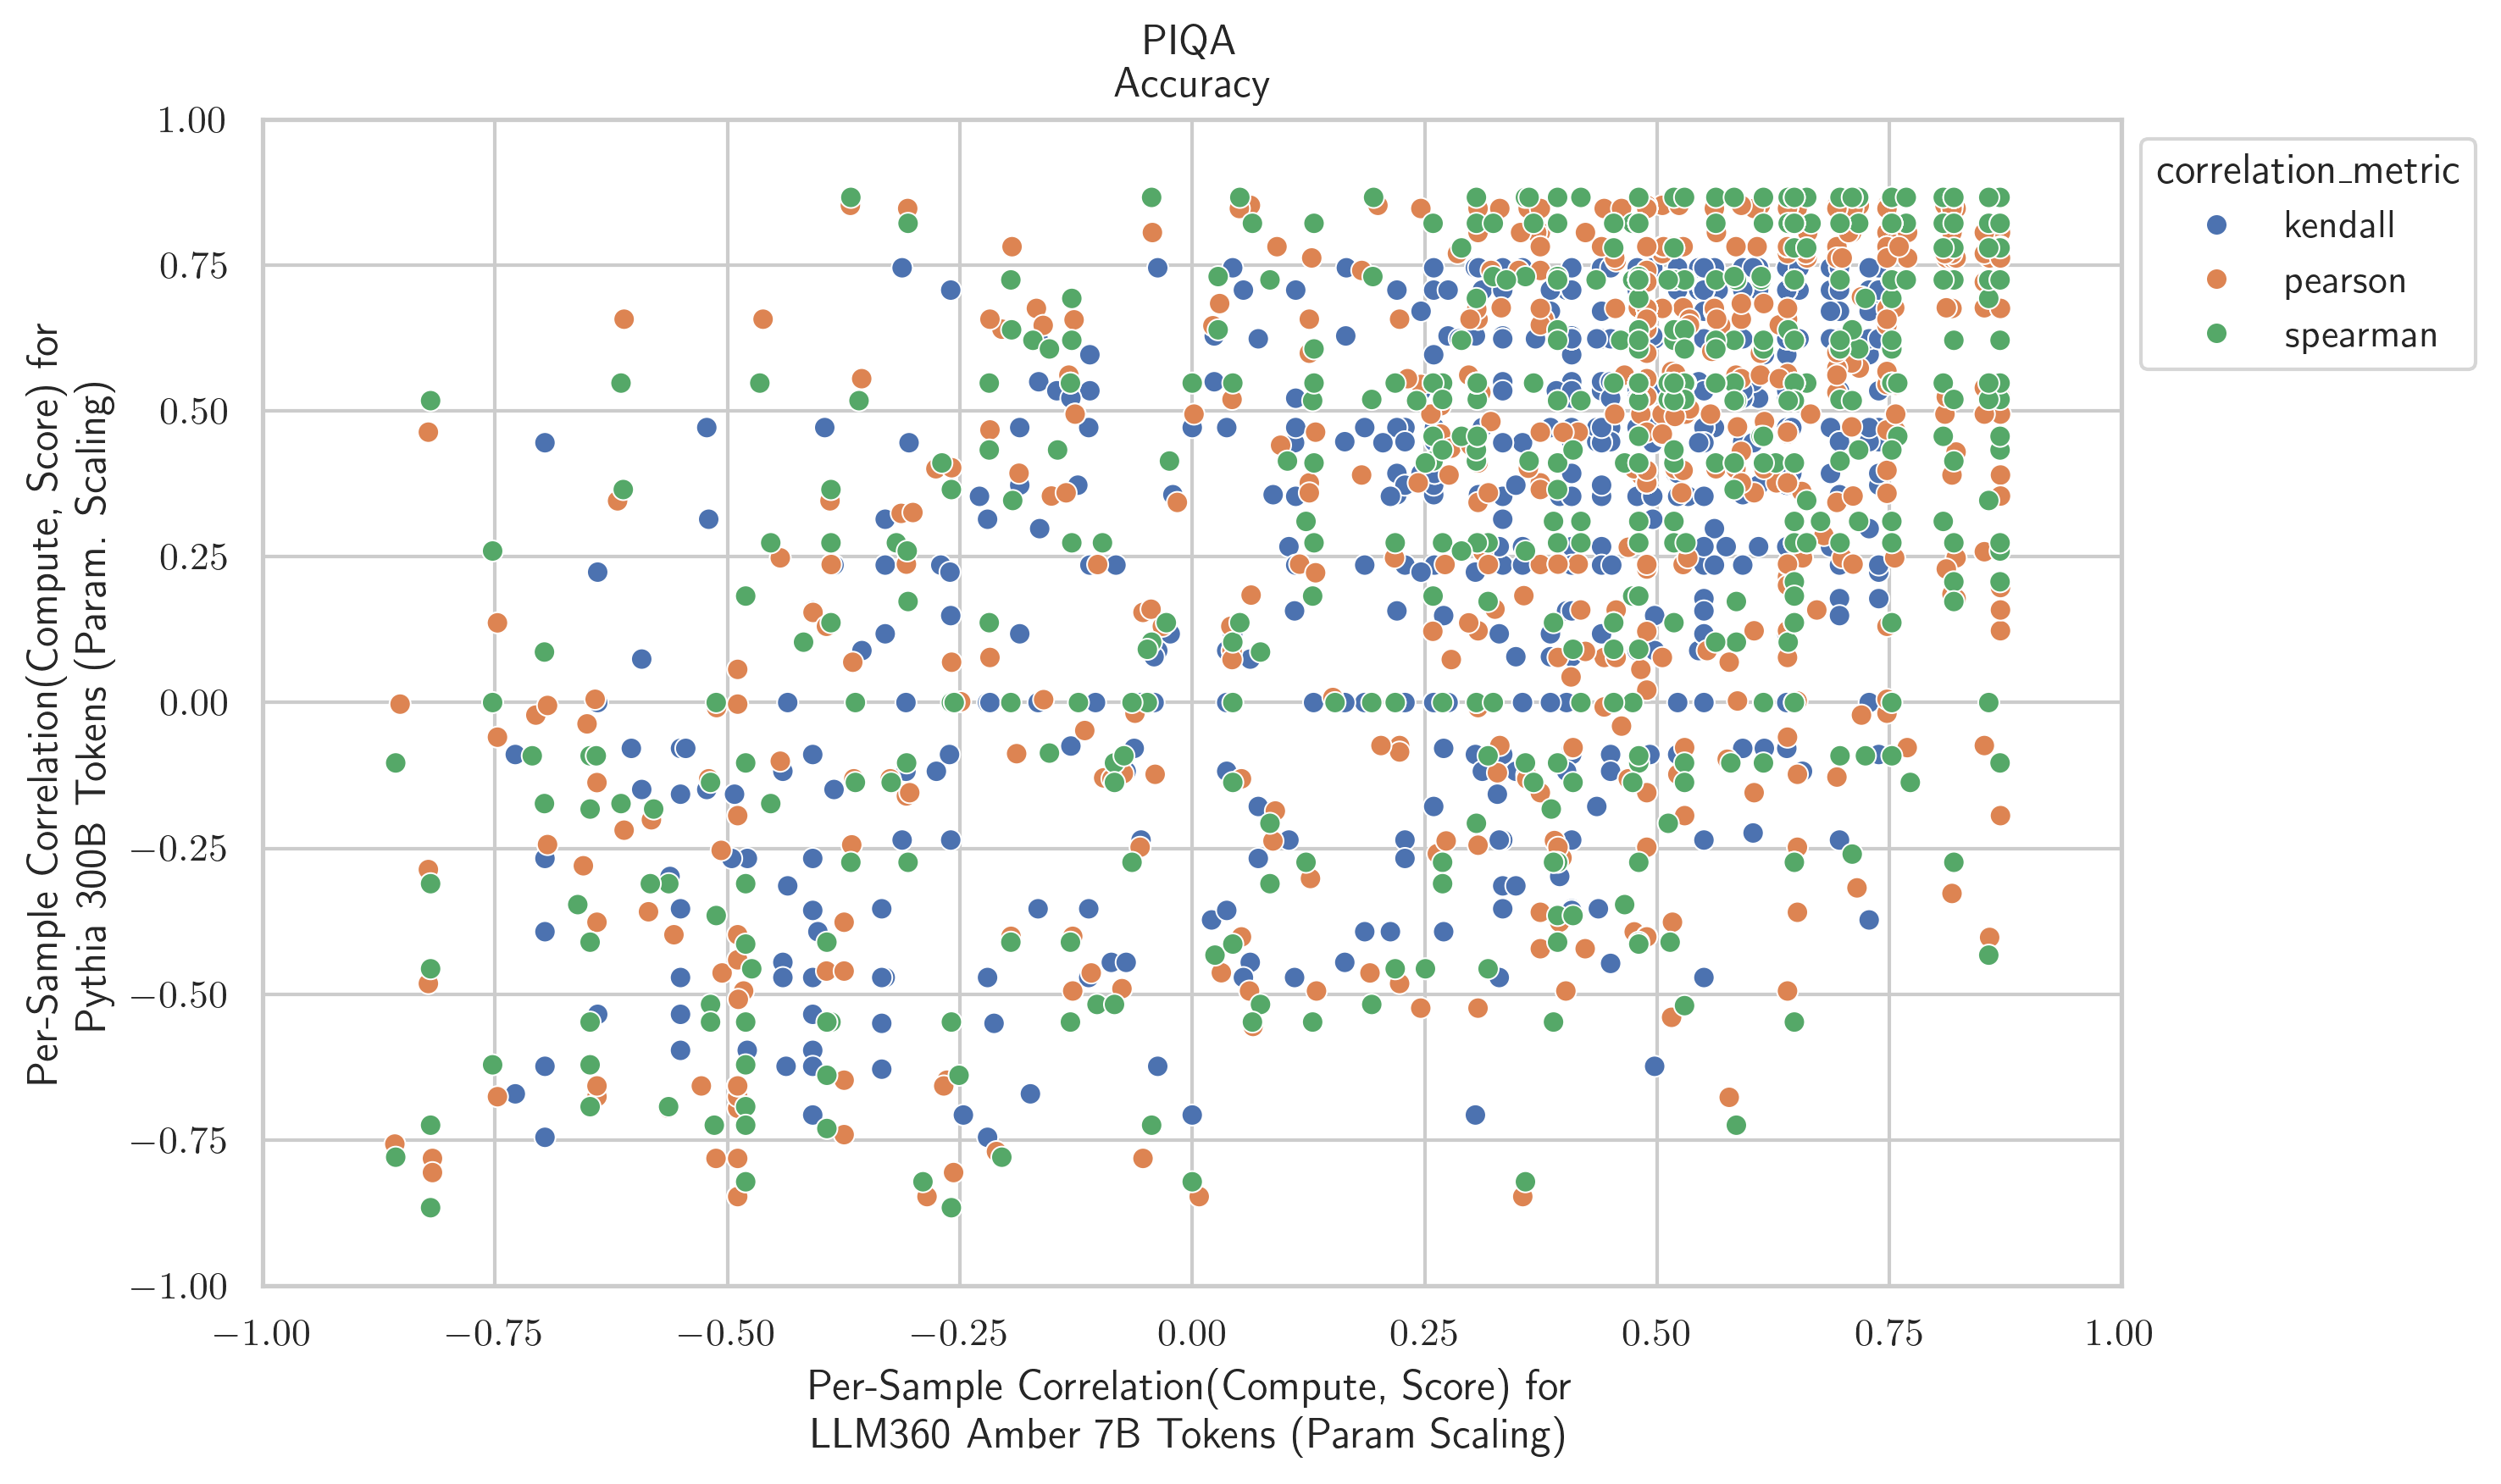 PIQA
Accuracy
Per-Sample Correlation(Compute, Score) for
Pythia 300B Tokens (Param. Scaling)
1.00
0.75
0.50
0.25
0.00
−0.25
−0.50
−0.75
−1.00
−1.00
−0.75
−0.50
−0.25
0.00
0.25
0.50
0.75
1.00
Per-Sample Correlation(Compute, Score) for
LLM360 Amber 7B Tokens (Param Scaling)
correlation_metric
kendall
pearson
spearman